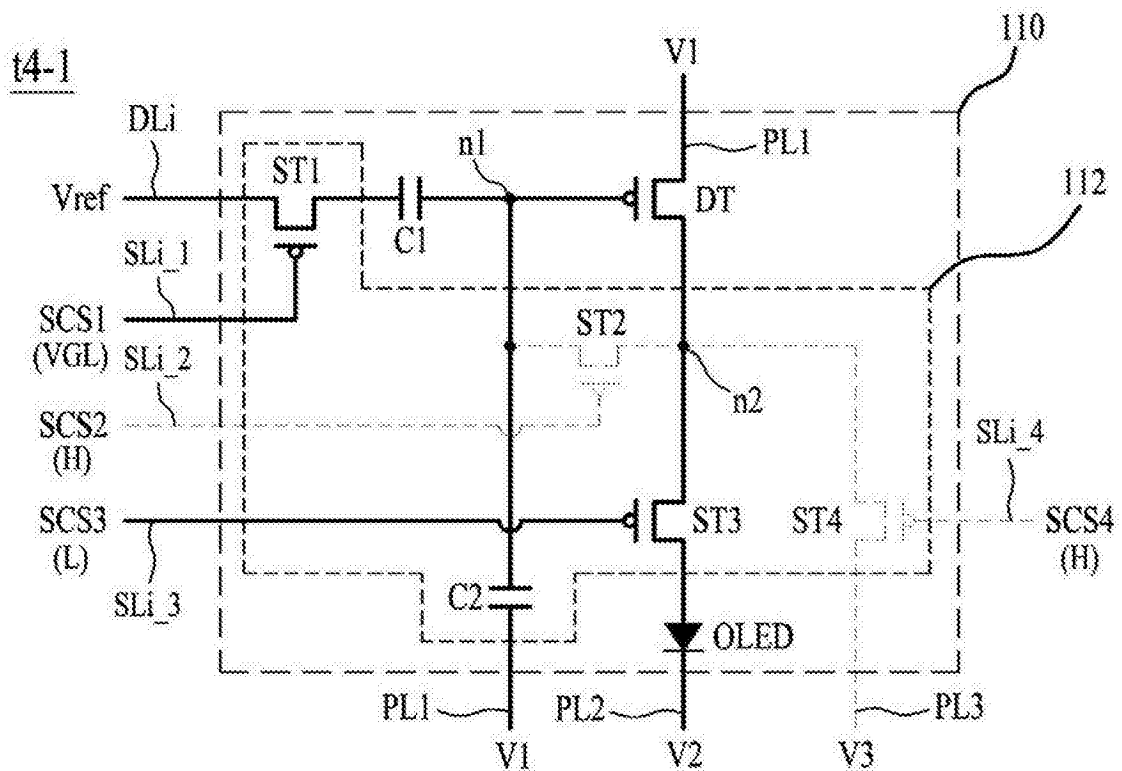 t4-1
110
V1
DLi
n1
PL1
ST1
Vref
DT
112
C1
SLi_1
SCS1
(VGL)
ST2
SLi_2
n2
SCS2
(H)
SLi_4
SCS3
(L)
ST3
ST4
SCS4
(H)
SLi_3
C2
OLED
PL1
PL2
PL3
V1
V2
V3